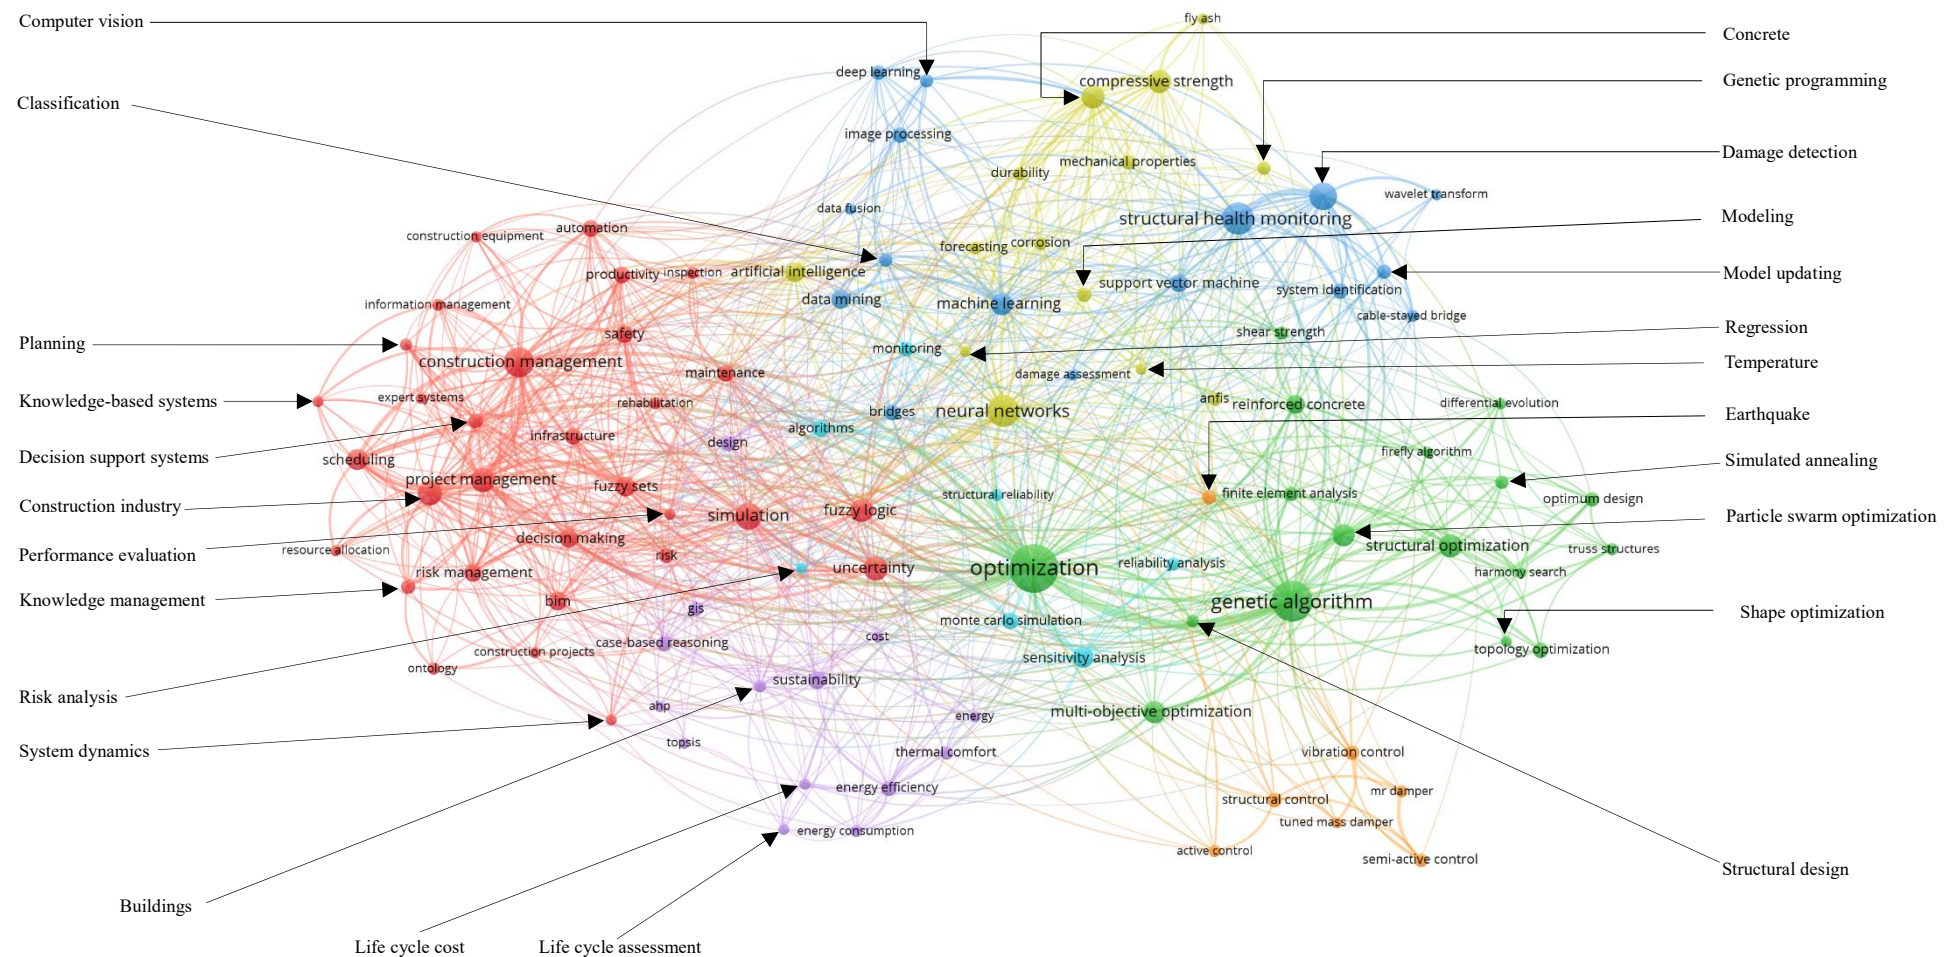 Computer vision
Classification
Planning
Knowledge-based systems
Decision support systems
Construction industry
Performance evaluation
Knowledge management
Risk analysis
System dynamics
Buildings
Life cycle cost
Life cycle assessment
fly ash
deep learning
compressive strength
image processing
mechanical properties
durability
wavelet transform
data fusion
structural health monitoring
construction equipment
automation
forecasting
corrosion
productivity
inspection
artificial intelligence
support vector machine
system identification
data mining
machine learning
information management
cable-stayed bridge
safety
shear strength
monitoring
construction management
maintenance
damage assessment
expert systems
rehabilitation
bridges
neural networks
anfis
reinforced concrete
differential evolution
algorithms
infrastructure
design
firefly algorithm
scheduling
project management
fuzzy sets
structural reliability
finite element analysis
optimum design
simulation
fuzzy logic
decision making
resource allocation
risk
structural optimization
truss structures
risk management
uncertainty
optimization
reliability analysis
harmony search
bim
gis
genetic algorithm
monte carlo simulation
case-based reasoning
cost
construction projects
sensitivity analysis
topology optimization
ontology
sustainability
ahp
energy
multi-objective optimization
topsis
thermal comfort
vibration control
energy efficiency
structural control
mr damper
tuned mass damper
energy consumption
active control
semi-active control
Concrete
Genetic programming
Damage detection
Modeling
Model updating
Regression
Temperature
Earthquake
Simulated annealing
Particle swarm optimization
Shape optimization
Structural design